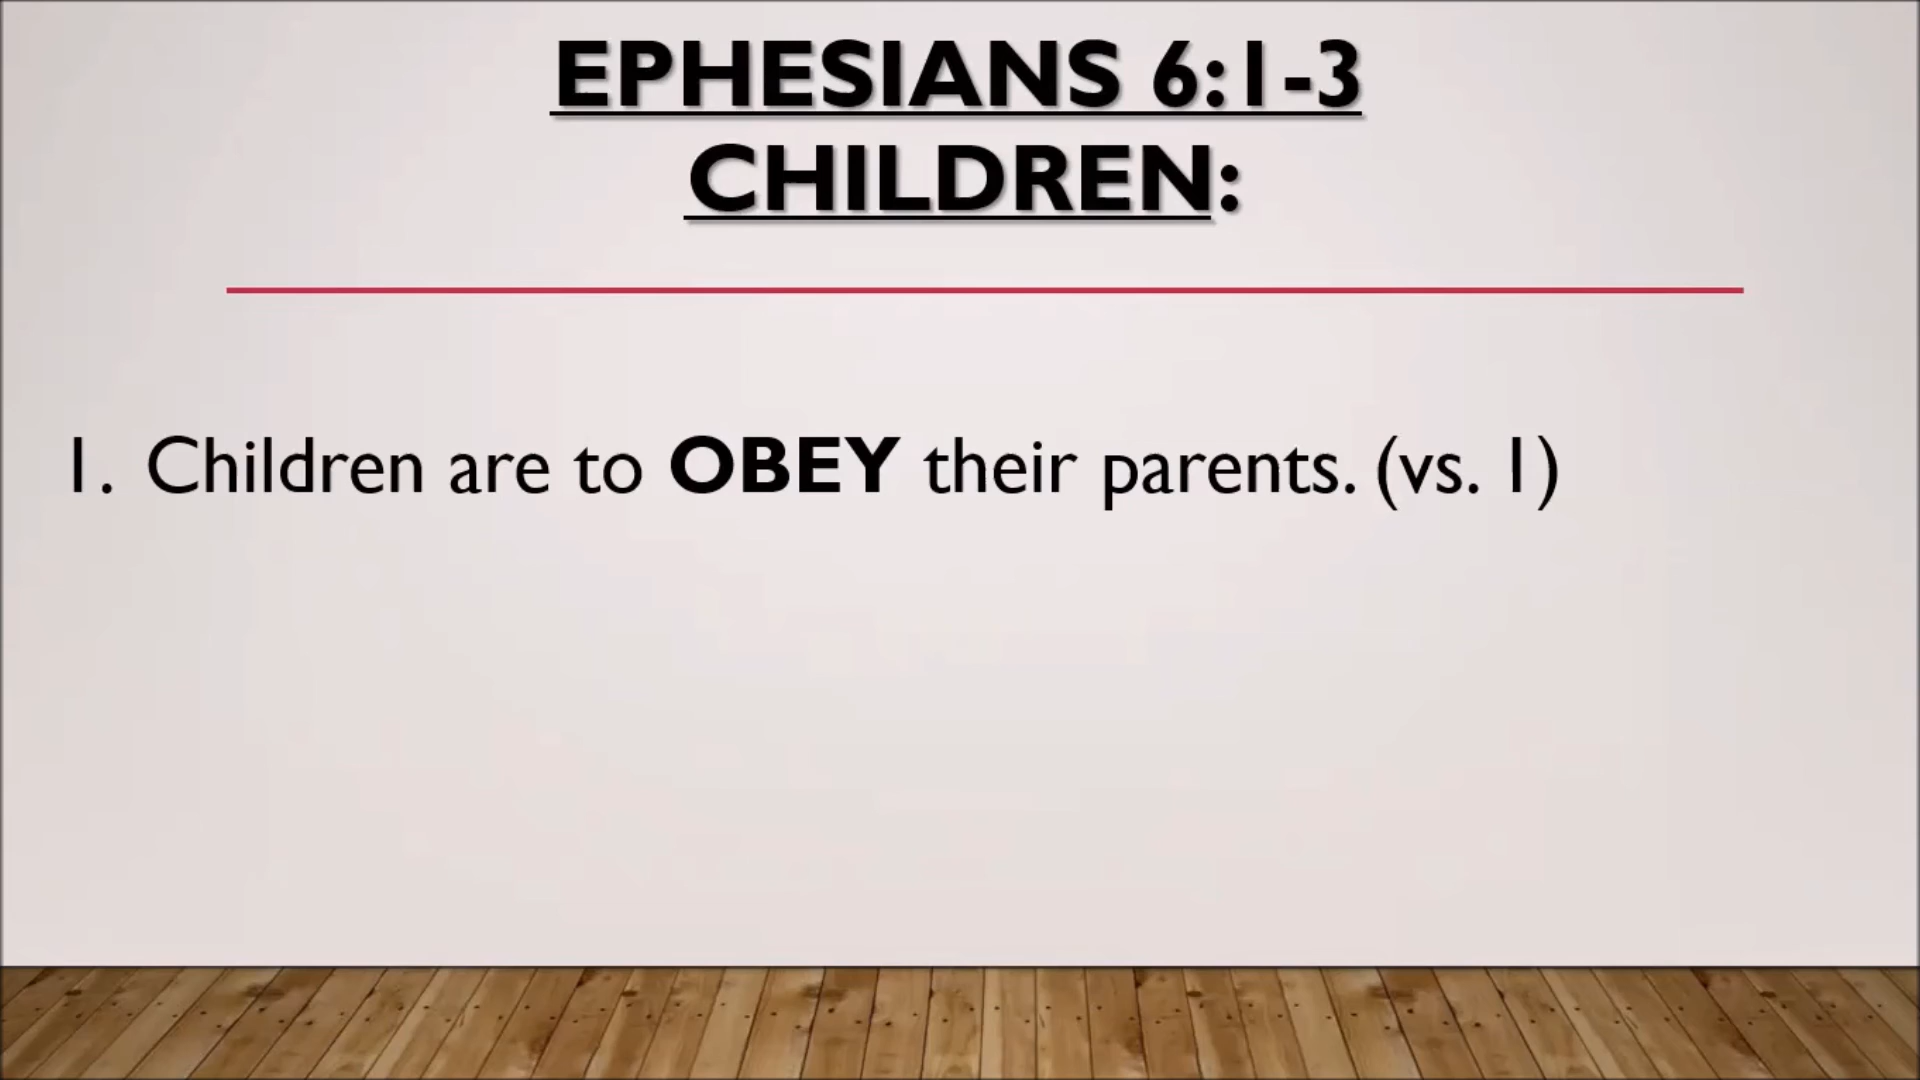 EPHESIANS 6:1-3
CHILDREN:
1. Children are to OBEY their parents. (vs. 1)